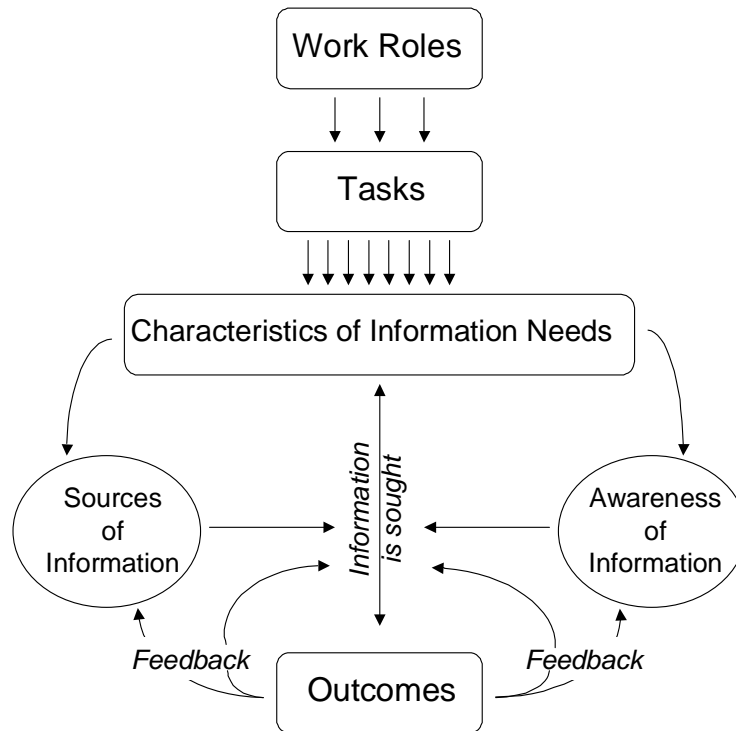 Work Roles
Tasks
Characteristics of Information Needs
Sources
of
Information
Information
is sought
Awareness
of
Information
Feedback
Feedback
Outcomes